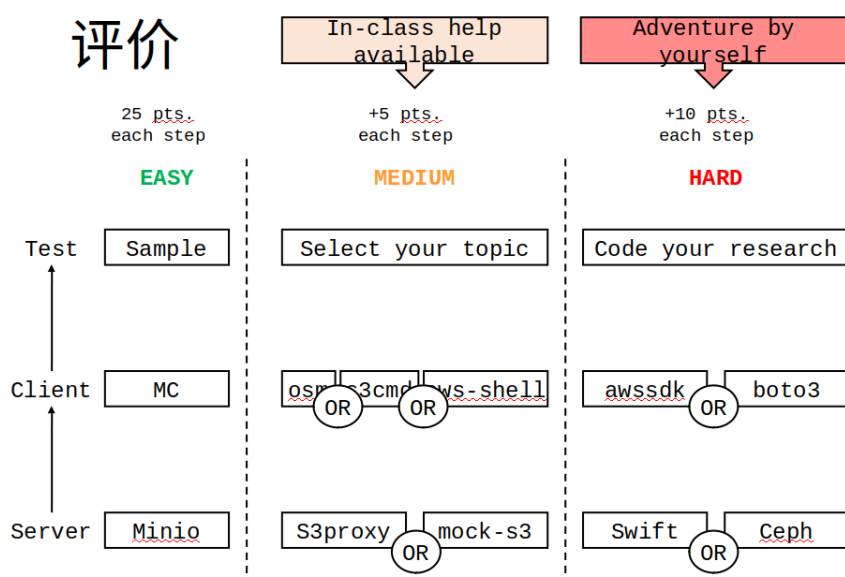 评价
In-class help
available
Adventure by
yourself
25 pts.
each step
+5 pts.
each step
+10 pts.
each step
EASY
MEDIUM
HARD
Test
Sample
Select your topic
Code your research
Client
MC
s3cmd
OR
OR
awssdk
OR
boto3
Server
Minio
S3proxy
OR
mock-s3
Swift
OR
Ceph